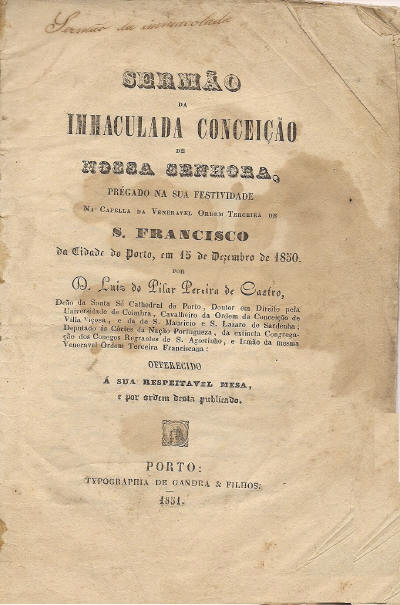 Sermão da immaculada
SERMÃO
DA
IMMACULADA CONCEIÇÃO
DE
NOSSA SENHORA,
PRÉGADO NA SUA FESTIVIDADE
NA CAPELLA DA VENERAVEL ORDEM TERCEIRA DE
S. FRANCISCO
da Cidade do Porto, em 15 de Dezembro de 1850.
POR
D. Luiz do Pilar Pereira de Castro,
Deão da Santa Sé Cathedral do Porto, Doutor em Direito pela
Universidade de Coimbra, Cavalheiro da Ordem da Conceição de
Villa Viçosa, e da de S. Mauricio e S. Lazaro de Sardenha;
Deputado ás Côrtes da Nação Portugueza, da extincta Congrega-
ção dos Conegos Regrantes de S. Agostinho, e Irmão da mesma
Veneravel Ordem Terceira Franciscana:
OFFERECIDO
Á SUA RESPEITAVEL MESA,
e por ordem desta publicado.
PORTO:
TYPOGRAPHIA DE GANDRA & FILHOS.
1851.